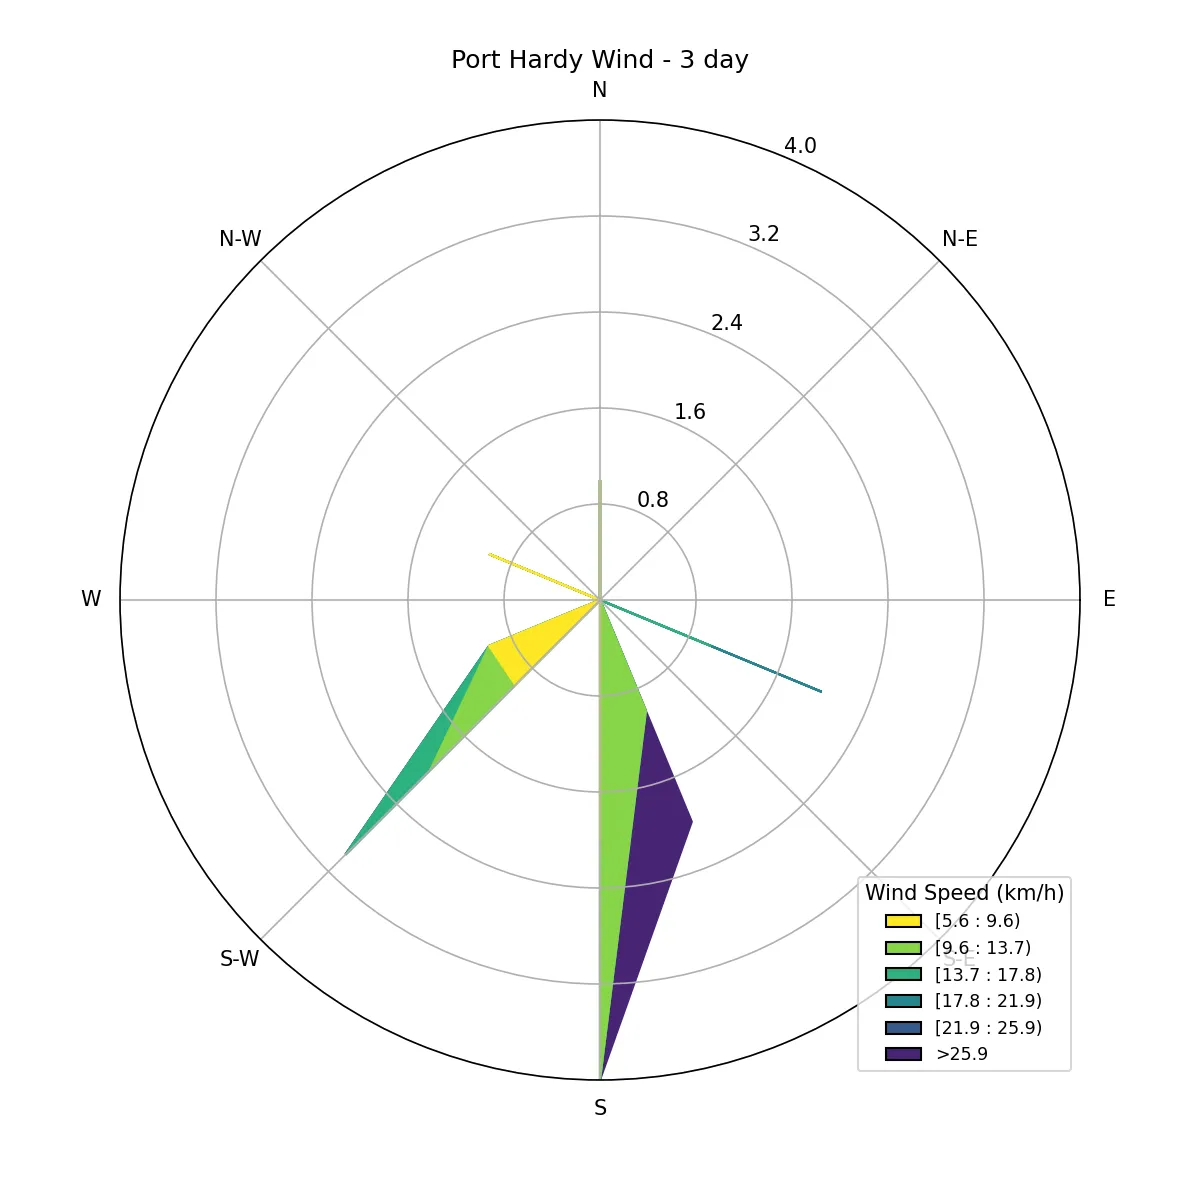 Port Hardy Wind - 3 day
N
4.0
N-W
3.2
N-E
2.4
1.6
0.8
W
E
S-W
S-E
Wind Speed (km/h)
[5.6 : 9.6)
[9.6 : 13.7)
[13.7 : 17.8)
[17.8 : 21.9)
[21.9 : 25.9)
>25.9
S